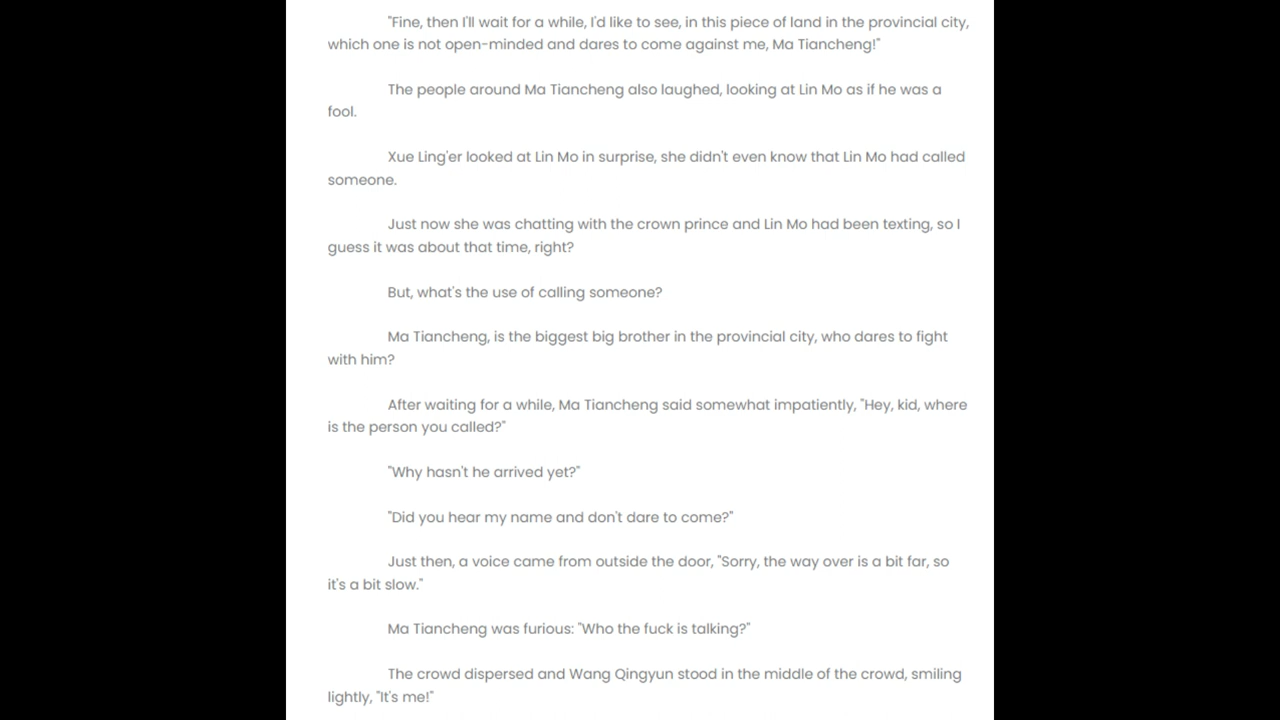 "Fine, then I'll wait for a while, I'd like to see, in this piece of land in the provincial city,
which one is not open-minded and dares to come against me, Ma Tiancheng!"
The people around Ma Tiancheng also laughed, looking at Lin Mo as if he was a
fool.
Xue Ling'er looked at Lin Mo in surprise, she didn't even know that Lin Mo had called
someone.
Just now she was chatting with the crown prince and Lin Mo had been texting, so I
guess it was about that time, right?
But, what's the use of calling someone?
Ma Tiancheng, is the biggest big brother in the provincial city, who dares to fight
with him?
After waiting for a while, Ma Tiancheng said somewhat impatiently, "Hey, kid, where
is the person you called?"
"Why hasn't he arrived yet?"
"Did you hear my name and don't dare to come?"
Just then, a voice came from outside the door, "Sorry, the way over is a bit far, so
it's a bit slow."
Ma Tiancheng was furious: "Who the fuck is talking?"
The crowd dispersed and Wang Qingyun stood in the middle of the crowd, smiling
lightly, "It's me!"